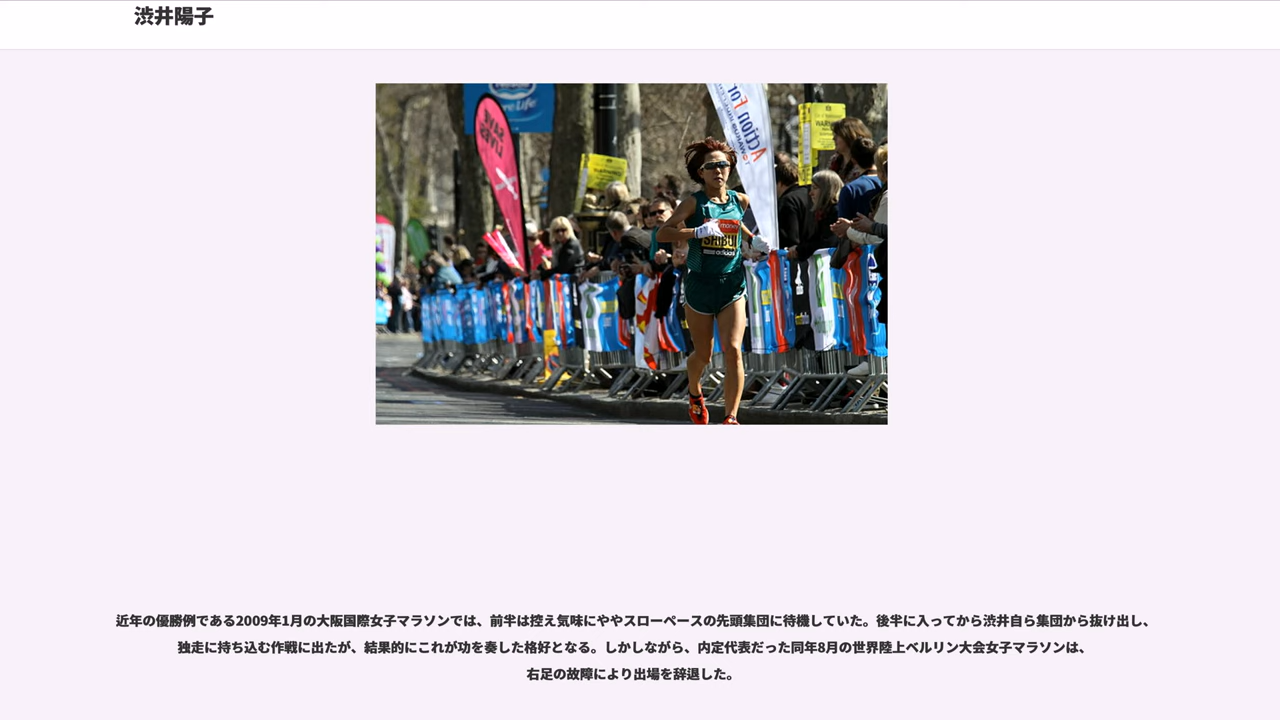 渋井陽子
SAVE
LIVES
Action For
SHIBUI
adidas
近年の優勝例である2009年1月の大阪国際女子マラソンでは、前半は控え気味にややスローペースの先頭集団に待機していた。後半に入ってから渋井自ら集団から抜け出し、
独走に持ち込む作戦に出たが、結果的にこれが功を奏した格好となる。しかしながら、内定代表だった同年8月の世界陸上ベルリン大会女子マラソンは、
右足の故障により出場を辞退した。